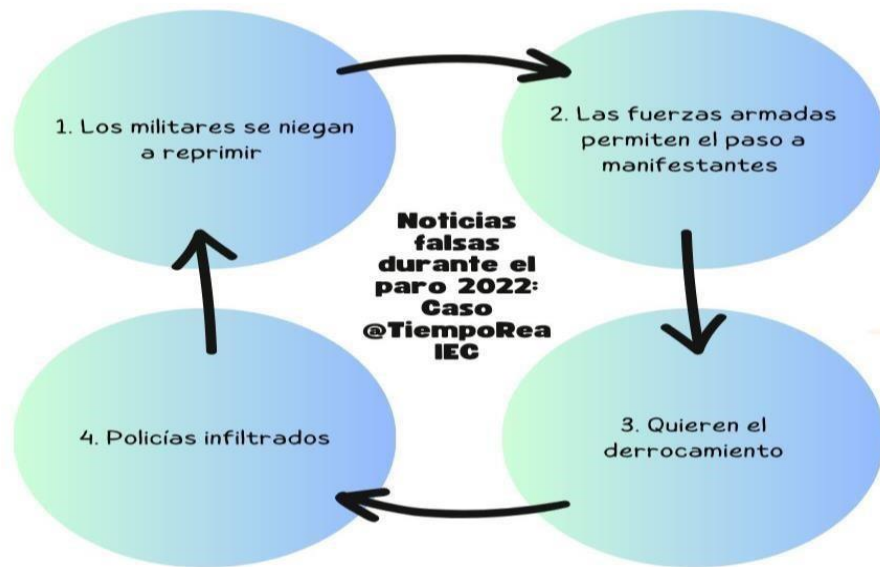 1. Los militares se niegan
a reprimir
2. Las fuerzas armadas
permiten el paso a
manifestantes
Noticias
falsas
durante el
paro 2022:
Caso
@TiempoRea
lEC
4. Policías infiltrados
3. Quieren el
derrocamiento